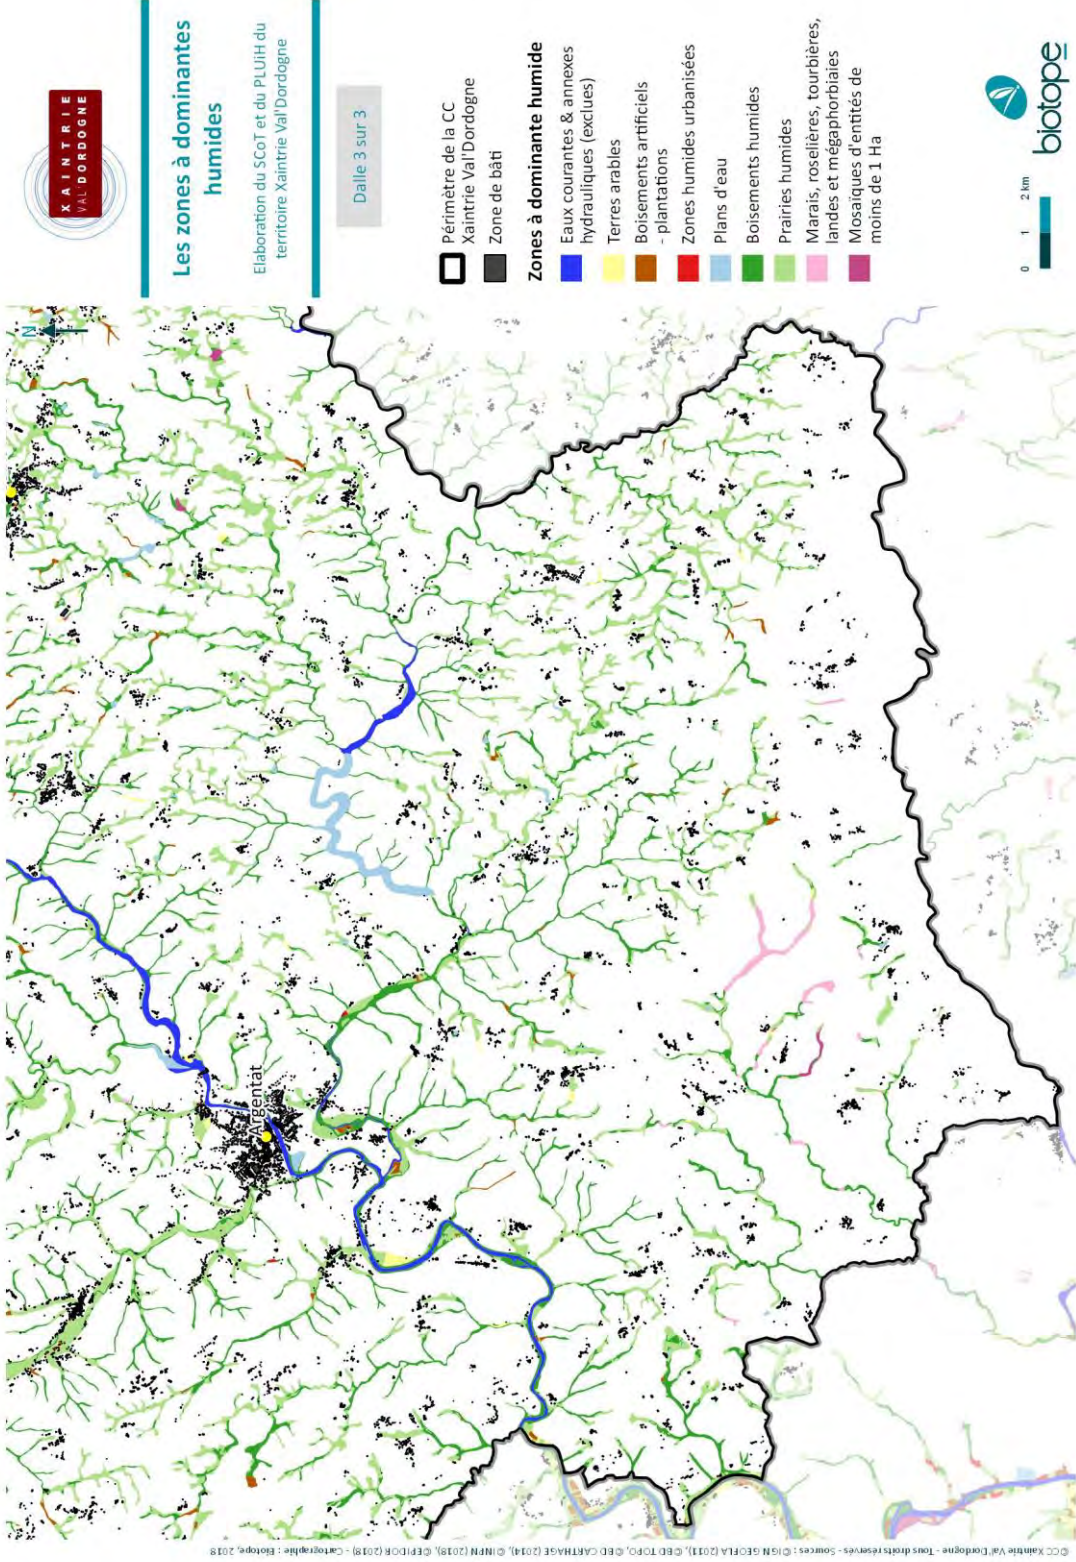 XAINTRIE
VAL'DORDOGNE
Les zones à dominantes
humides
Elaboration du SCoT et du PLUiH du
territoire Xaintrie Val'Dordogne
Dalle 3 sur 3
Périmètre de la CC
Xaintrie Val'Dordogne
Zone de bâti
Zones à dominante humide
Eaux courantes & annexes
hydrauliques (exclues)
Terres arables
Boisements artificiels
- plantations
Zones humides urbanisées
Plans d'eau
Boisements humides
Prairies humides
Marais, roselières, tourbières,
landes et mégaphorbiaies
Mosaïques d'entités de
moins de 1 Ha
0 1 2 km
biotope
N
Argentat
© CC Xaintrie Val'Dordogne - Tous droits réservés - Sources : © IGN GEOFLA (2011), © BD TOPO, © BD CARTHAGE (2014), © INPN (2018), © EPIDOR (2018) - Cartographie : Biotope, 2018